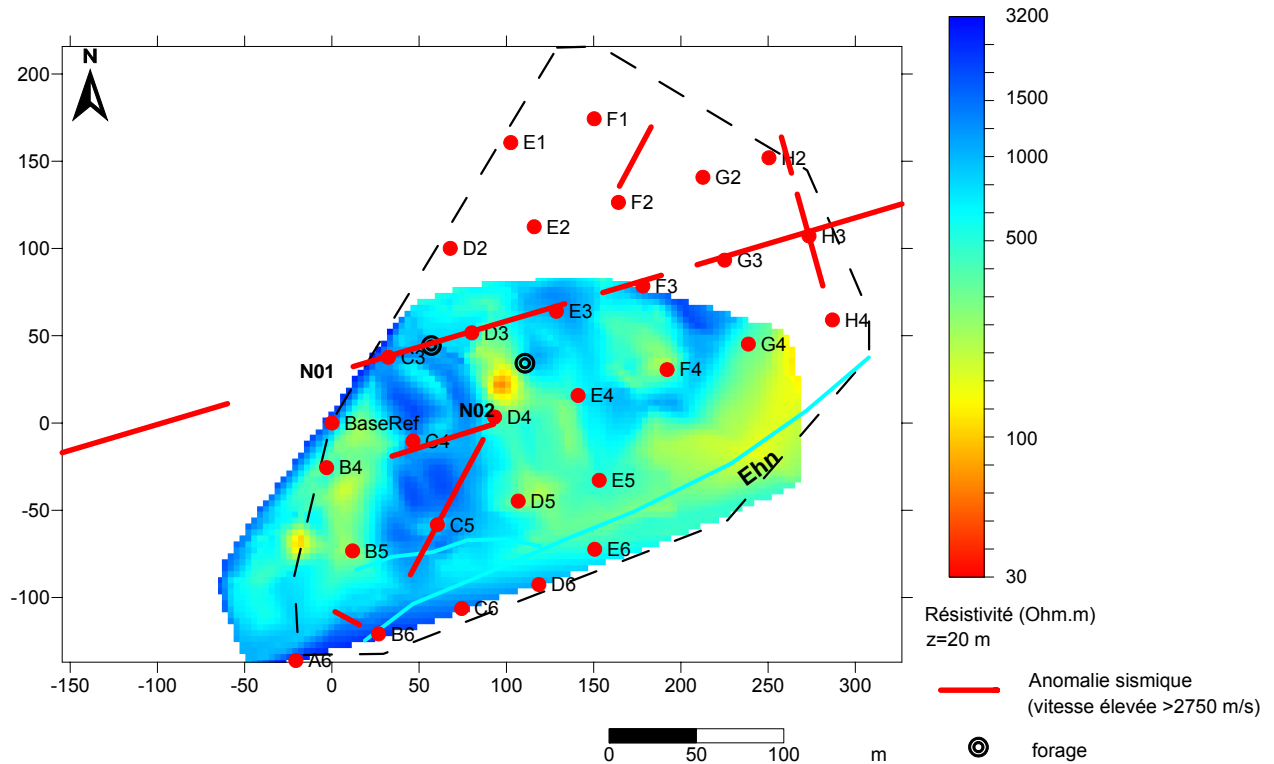 3200
1500
1000
500
100
30
Résistivité (Ohm.m)
z=20 m
Anomalie sismique
(vitesse élevée >2750 m/s)
forage
N
200
150
100
50
0
-50
-100
-150
-100
-50
0
50
100
150
200
250
300
F1
E1
H2
G2
F2
E2
H3
D2
G3
F3
E3
H4
D3
G4
C3
N01
F4
E4
N02
D4
BaseRef
C4
B4
Ehn
E5
D5
C5
B5
E6
D6
C6
B6
A6
0
50
100
m